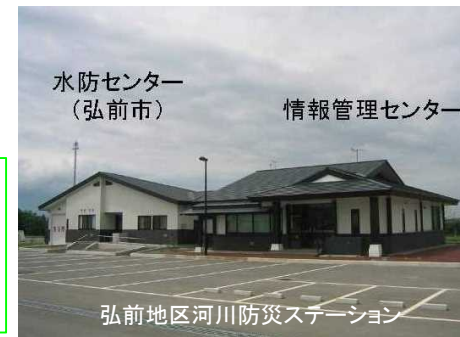 水防センター
（弘前市）
情報管理センター
弘前地区河川防災ステーション